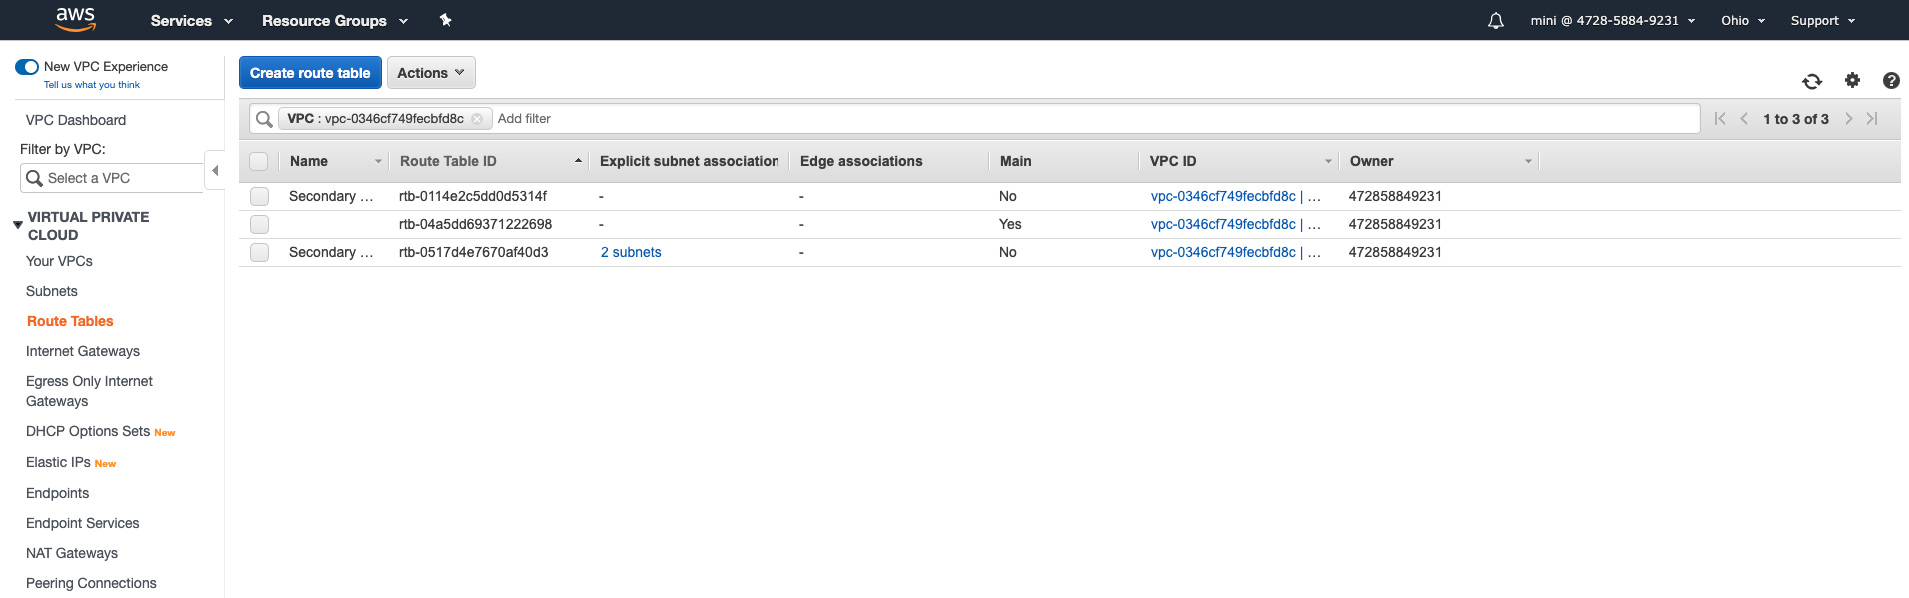 aws Services Resource Groups mini @ 4728-5884-9231 Ohio Support
New VPC Experience
Tell us what you think
VPC Dashboard
Filter by VPC:
Select a VPC
VIRTUAL PRIVATE
CLOUD
Your VPCs
Subnets
Route Tables
Internet Gateways
Egress Only Internet
Gateways
DHCP Options Sets New
Elastic IPs New
Endpoints
Endpoint Services
NAT Gateways
Peering Connections
Create route table Actions
VPC : vpc-0346cf749fecbfd8c Add filter 1 to 3 of 3
Name Route Table ID Explicit subnet association Edge associations Main VPC ID Owner
Secondary ... rtb-0114e2c5dd0d5314f - - No vpc-0346cf749fecbfd8c | ... 472858849231
rtb-04a5dd69371222698 - - Yes vpc-0346cf749fecbfd8c | ... 472858849231
Secondary ... rtb-0517d4e7670af40d3 2 subnets - No vpc-0346cf749fecbfd8c | ... 472858849231